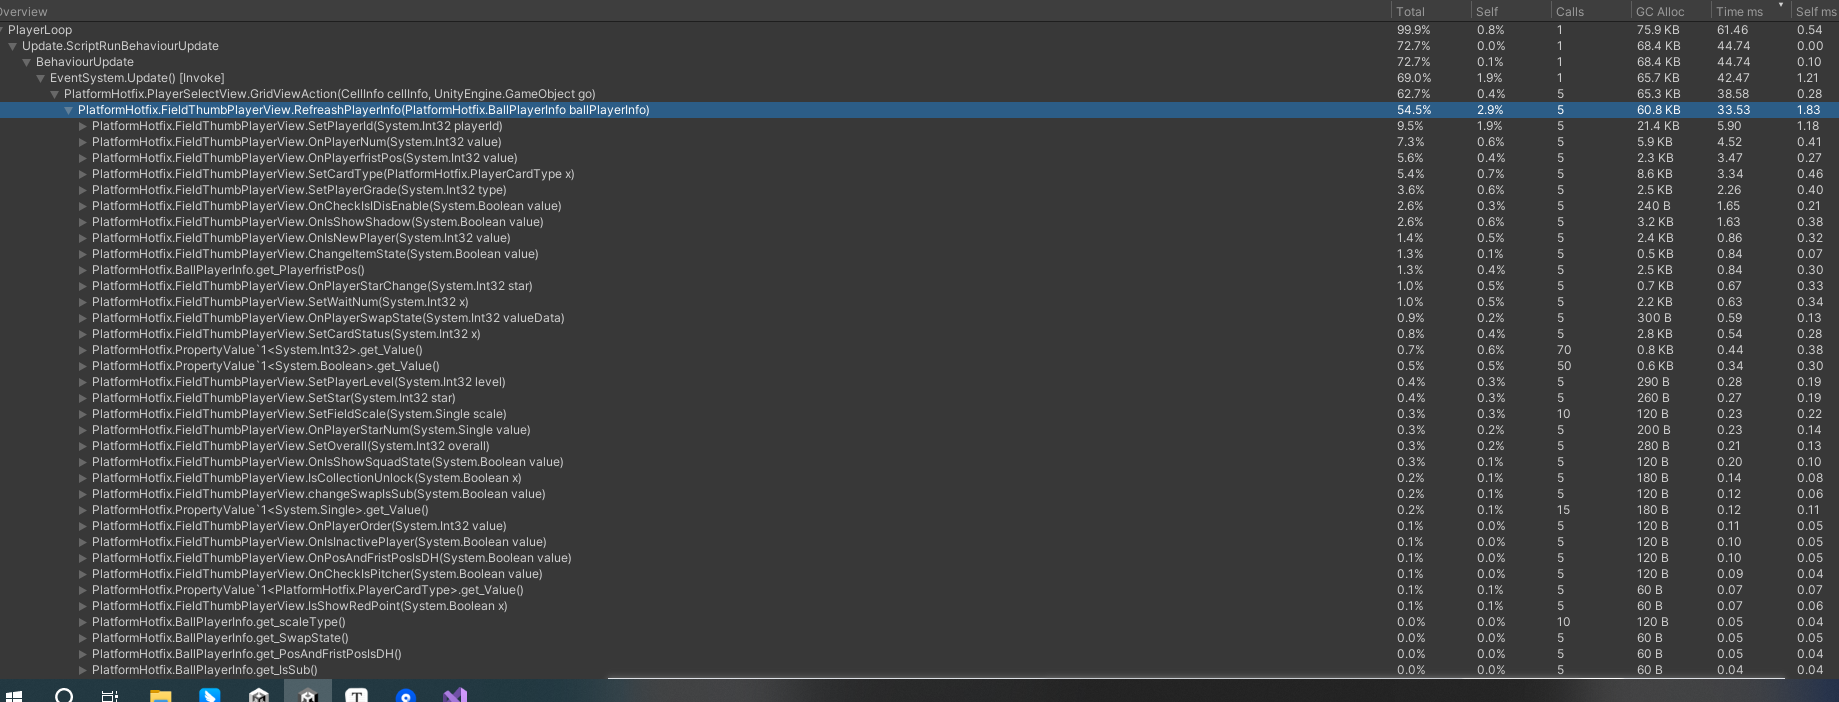 Overview Total Self Calls GC Alloc Time ms Self ms
PlayerLoop 99.9% 0.8% 1 75.9 KB 61.46 0.54
Update.ScriptRunBehaviourUpdate 72.7% 0.0% 1 68.4 KB 44.74 0.00
BehaviourUpdate 72.7% 0.1% 1 68.4 KB 44.74 0.10
EventSystem.Update() [Invoke] 69.0% 1.9% 1 65.7 KB 42.47 1.21
PlatformHotfix.PlayerSelectView.GridViewAction(CellInfo cellInfo, UnityEngine.GameObject go) 62.7% 0.4% 5 65.3 KB 38.58 0.28
PlatformHotfix.FieldThumbPlayerView.RefreashPlayerInfo(PlatformHotfix.BallPlayerInfo ballPlayerInfo) 54.5% 2.9% 5 60.8 KB 33.53 1.83
PlatformHotfix.FieldThumbPlayerView.SetPlayerId(System.Int32 playerId) 9.5% 1.9% 5 21.4 KB 5.90 1.18
PlatformHotfix.FieldThumbPlayerView.OnPlayerNum(System.Int32 value) 7.3% 0.6% 5 5.9 KB 4.52 0.41
PlatformHotfix.FieldThumbPlayerView.OnPlayerfristPos(System.Int32 value) 5.6% 0.4% 5 2.3 KB 3.47 0.27
PlatformHotfix.FieldThumbPlayerView.SetCardType(PlatformHotfix.PlayerCardType x) 5.4% 0.7% 5 8.6 KB 3.34 0.46
PlatformHotfix.FieldThumbPlayerView.SetPlayerGrade(System.Int32 type) 3.6% 0.6% 5 2.5 KB 2.26 0.40
PlatformHotfix.FieldThumbPlayerView.OnCheckIsIDisEnable(System.Boolean value) 2.6% 0.3% 5 240 B 1.65 0.21
PlatformHotfix.FieldThumbPlayerView.OnIsShowShadow(System.Boolean value) 2.6% 0.6% 5 3.2 KB 1.63 0.38
PlatformHotfix.FieldThumbPlayerView.OnIsNewPlayer(System.Int32 value) 1.4% 0.5% 5 2.4 KB 0.86 0.32
PlatformHotfix.FieldThumbPlayerView.ChangeItemState(System.Boolean value) 1.3% 0.1% 5 0.5 KB 0.84 0.07
PlatformHotfix.BallPlayerInfo.get_PlayerfristPos() 1.3% 0.4% 5 2.5 KB 0.84 0.30
PlatformHotfix.FieldThumbPlayerView.OnPlayerStarChange(System.Int32 star) 1.0% 0.5% 5 0.7 KB 0.67 0.33
PlatformHotfix.FieldThumbPlayerView.SetWaitNum(System.Int32 x) 1.0% 0.5% 5 2.2 KB 0.63 0.34
PlatformHotfix.FieldThumbPlayerView.OnPlayerSwapState(System.Int32 valueData) 0.9% 0.2% 5 300 B 0.59 0.13
PlatformHotfix.FieldThumbPlayerView.SetCardStatus(System.Int32 x) 0.8% 0.4% 5 2.8 KB 0.54 0.28
PlatformHotfix.PropertyValue`1<System.Int32>.get_Value() 0.7% 0.6% 70 0.8 KB 0.44 0.38
PlatformHotfix.PropertyValue`1<System.Boolean>.get_Value() 0.5% 0.5% 50 0.6 KB 0.34 0.30
PlatformHotfix.FieldThumbPlayerView.SetPlayerLevel(System.Int32 level) 0.4% 0.3% 5 290 B 0.28 0.19
PlatformHotfix.FieldThumbPlayerView.SetStar(System.Int32 star) 0.4% 0.3% 5 260 B 0.27 0.19
PlatformHotfix.FieldThumbPlayerView.SetFieldScale(System.Single scale) 0.3% 0.3% 10 120 B 0.23 0.22
PlatformHotfix.FieldThumbPlayerView.OnPlayerStarNum(System.Single value) 0.3% 0.2% 5 200 B 0.23 0.14
PlatformHotfix.FieldThumbPlayerView.SetOverall(System.Int32 overall) 0.3% 0.2% 5 280 B 0.21 0.13
PlatformHotfix.FieldThumbPlayerView.OnIsShowSquadState(System.Boolean value) 0.3% 0.1% 5 120 B 0.20 0.10
PlatformHotfix.FieldThumbPlayerView.IsCollectionUnlock(System.Boolean x) 0.2% 0.1% 5 180 B 0.14 0.08
PlatformHotfix.FieldThumbPlayerView.changeSwapIsSub(System.Boolean value) 0.2% 0.1% 5 120 B 0.12 0.06
PlatformHotfix.PropertyValue`1<System.Single>.get_Value() 0.2% 0.1% 15 180 B 0.12 0.11
PlatformHotfix.FieldThumbPlayerView.OnPlayerOrder(System.Int32 value) 0.1% 0.0% 5 120 B 0.11 0.05
PlatformHotfix.FieldThumbPlayerView.OnIsInactivePlayer(System.Boolean value) 0.1% 0.0% 5 120 B 0.10 0.05
PlatformHotfix.FieldThumbPlayerView.OnPosAndFristPosIsDH(System.Boolean value) 0.1% 0.0% 5 120 B 0.10 0.05
PlatformHotfix.FieldThumbPlayerView.OnCheckIsPitcher(System.Boolean value) 0.1% 0.0% 5 120 B 0.09 0.04
PlatformHotfix.PropertyValue`1<PlatformHotfix.PlayerCardType>.get_Value() 0.1% 0.1% 5 60 B 0.07 0.07
PlatformHotfix.FieldThumbPlayerView.IsShowRedPoint(System.Boolean x) 0.1% 0.1% 5 60 B 0.07 0.06
PlatformHotfix.BallPlayerInfo.get_scaleType() 0.0% 0.0% 10 120 B 0.05 0.04
PlatformHotfix.BallPlayerInfo.get_SwapState() 0.0% 0.0% 5 60 B 0.05 0.05
PlatformHotfix.BallPlayerInfo.get_PosAndFristPosIsDH() 0.0% 0.0% 5 60 B 0.05 0.04
PlatformHotfix.BallPlayerInfo.get_IsSub() 0.0% 0.0% 5 60 B 0.04 0.04